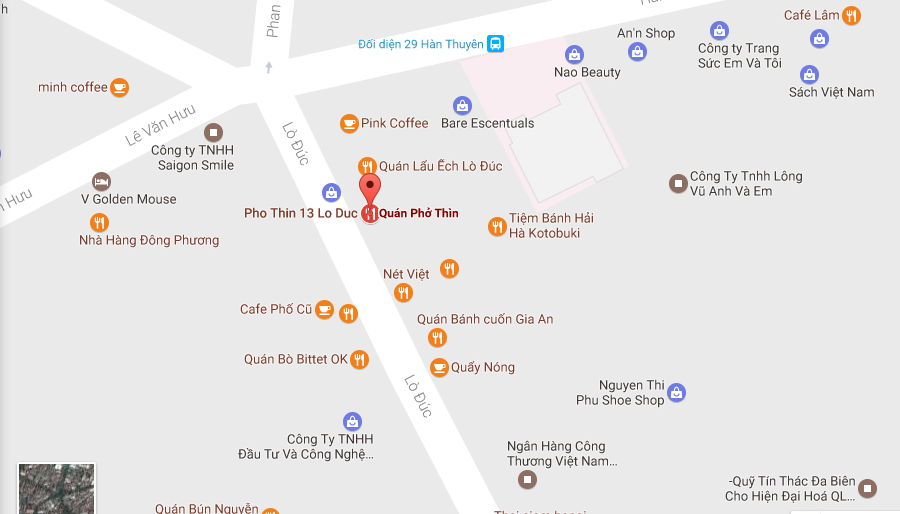 h
Phan
Café Lâm
Đối diện 29 Hàn Thuyên
An'n Shop
Công ty Trang
Sức Em Và Tôi
Nao Beauty
minh coffee
Sách Việt Nam
Lê Văn Hưu
Pink Coffee
Bare Escentuals
Lò Đúc
Công ty TNHH
Saigon Smile
Quán Lẩu Ếch Lò Đúc
Công Ty Tnhh Lông
Vũ Anh Và Em
V Golden Mouse
Hưu
Pho Thin 13 Lo Duc
Quán Phở Thìn
Tiệm Bánh Hải
Hà Kotobuki
Nhà Hàng Đông Phương
Nét Việt
Cafe Phố Cũ
Quán Bánh cuốn Gia An
Quán Bò Bittet OK
Quẩy Nóng
Lò Đúc
Nguyen Thi
Phu Shoe Shop
Công Ty TNHH
Đầu Tư Và Công Nghệ...
Ngân Hàng Công
Thương Việt Nam...
-Quỹ Tín Thác Đa Biên
Cho Hiện Đại Hoá QL...
Quán Bún Nguyễn